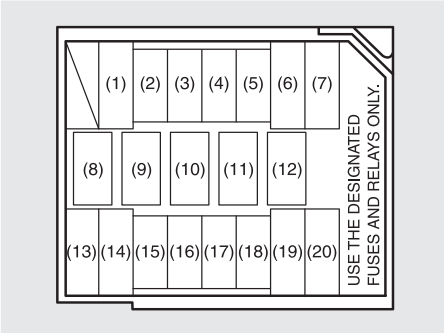 (1) (2) (3) (4) (5) (6) (7)
(8) (9) (10) (11) (12)
(13) (14) (15) (16) (17) (18) (19) (20)
USE THE DESIGNATED
FUSES AND RELAYS ONLY.